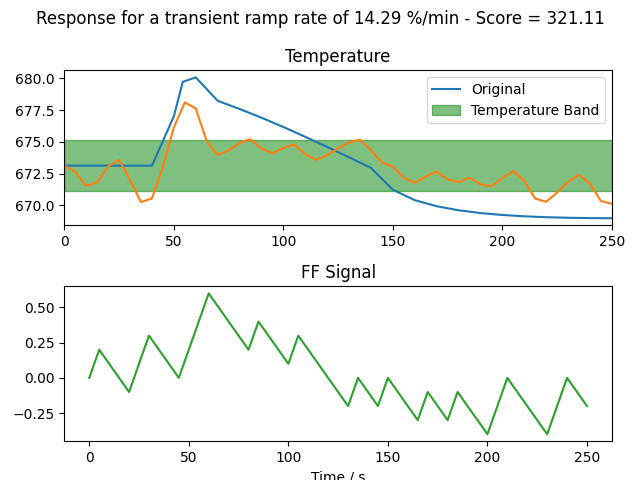 Response for a transient ramp rate of 14.29 %/min - Score = 321.11
Temperature
680.0
677.5
675.0
672.5
670.0
Original
Temperature Band
0 50 100 150 200 250
FF Signal
0.50
0.25
0.00
−0.25
0 50 100 150 200 250
Time / s